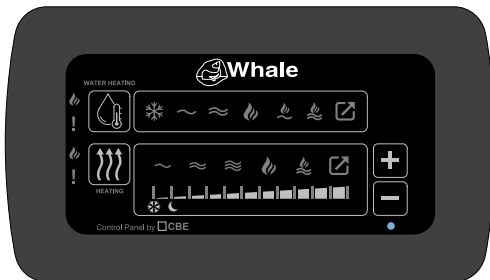 Whale
WATER HEATING
!
!
HEATING
Control Panel by CBE